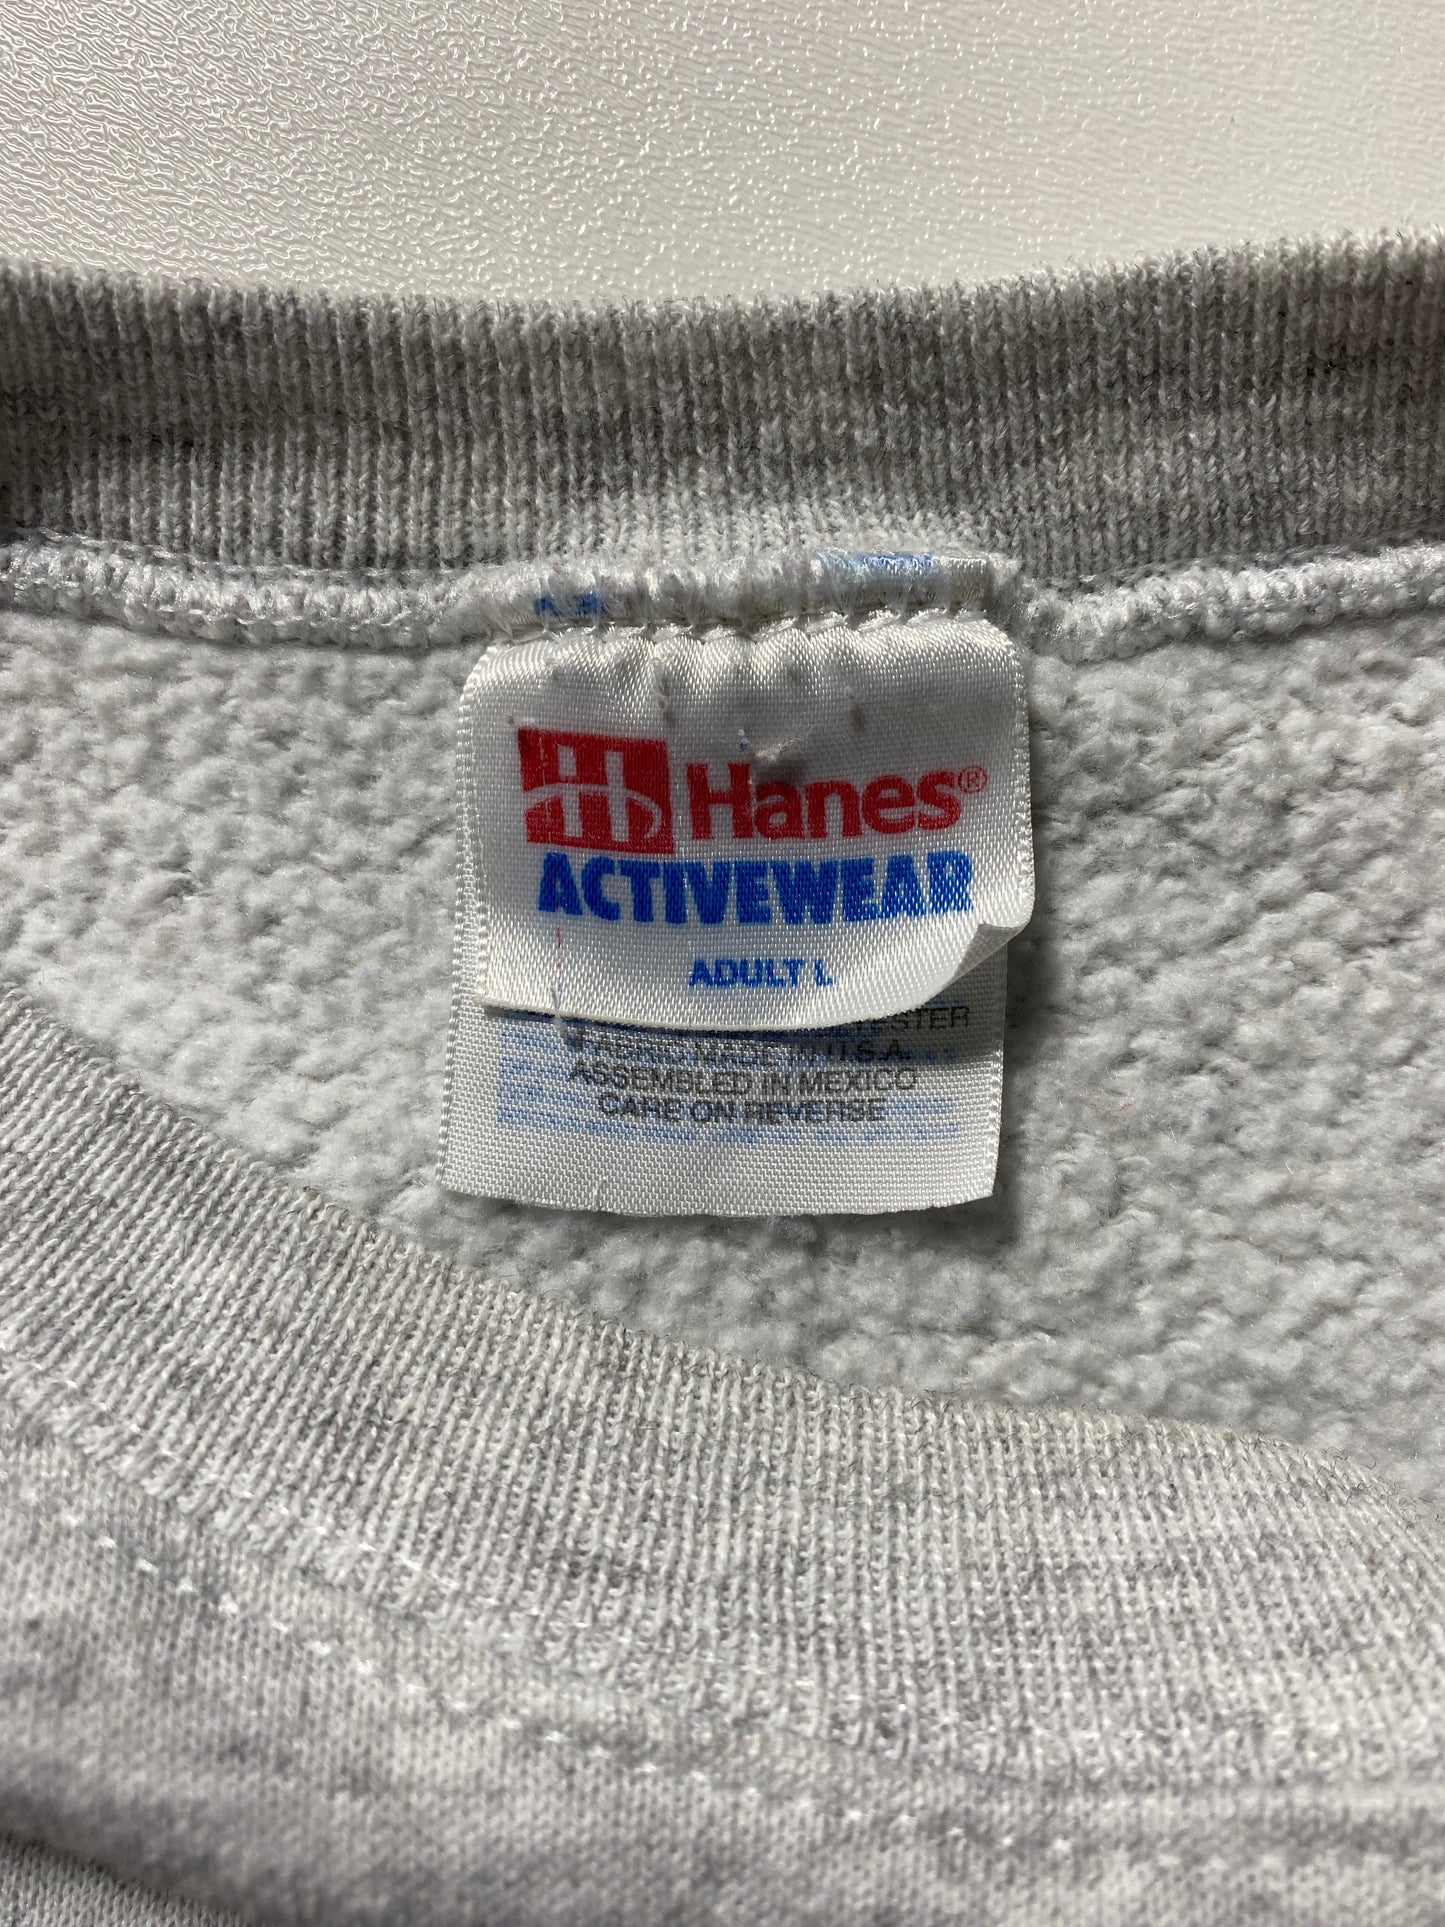 Hanes®
ACTIVEWEAR
ADULT L
FABRIC MADE IN U.S.A.
ASSEMBLED IN MEXICO
CARE ON REVERSE